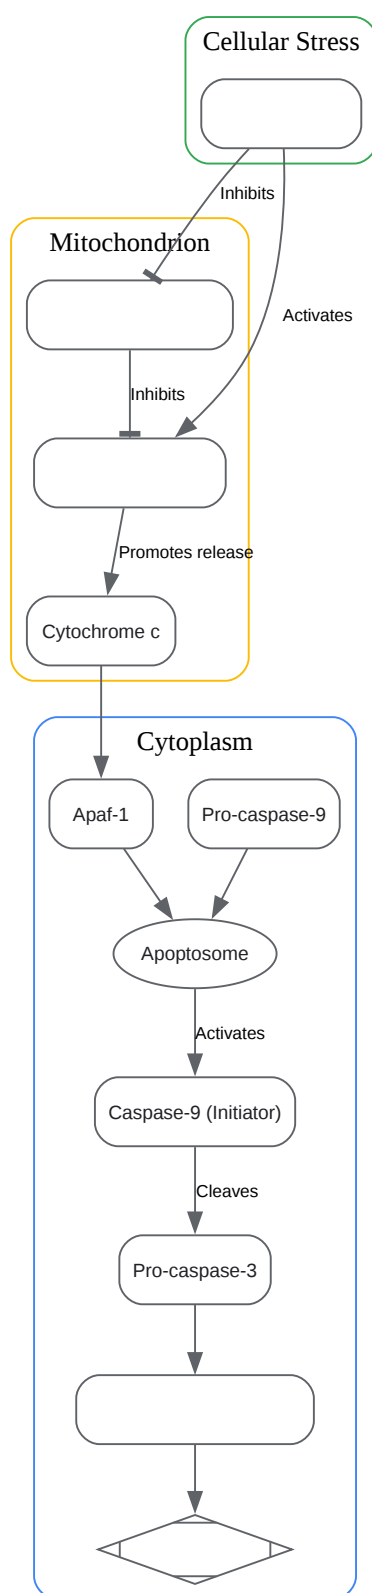 Cellular Stress
Inhibits
Mitochondrion
Activates
Inhibits
Promotes release
Cytochrome c
Cytoplasm
Apaf-1
Pro-caspase-9
Apoptosome
Activates
Caspase-9 (Initiator)
Cleaves
Pro-caspase-3